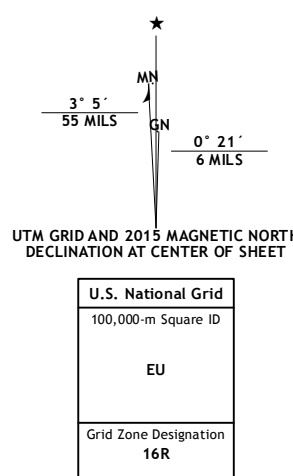 ★
MN
3° 5´
55 MILS
GN
0° 21´
6 MILS
UTM GRID AND 2015 MAGNETIC NORTH
DECLINATION AT CENTER OF SHEET
U.S. National Grid
100,000-m Square ID
EU
Grid Zone Designation
16R